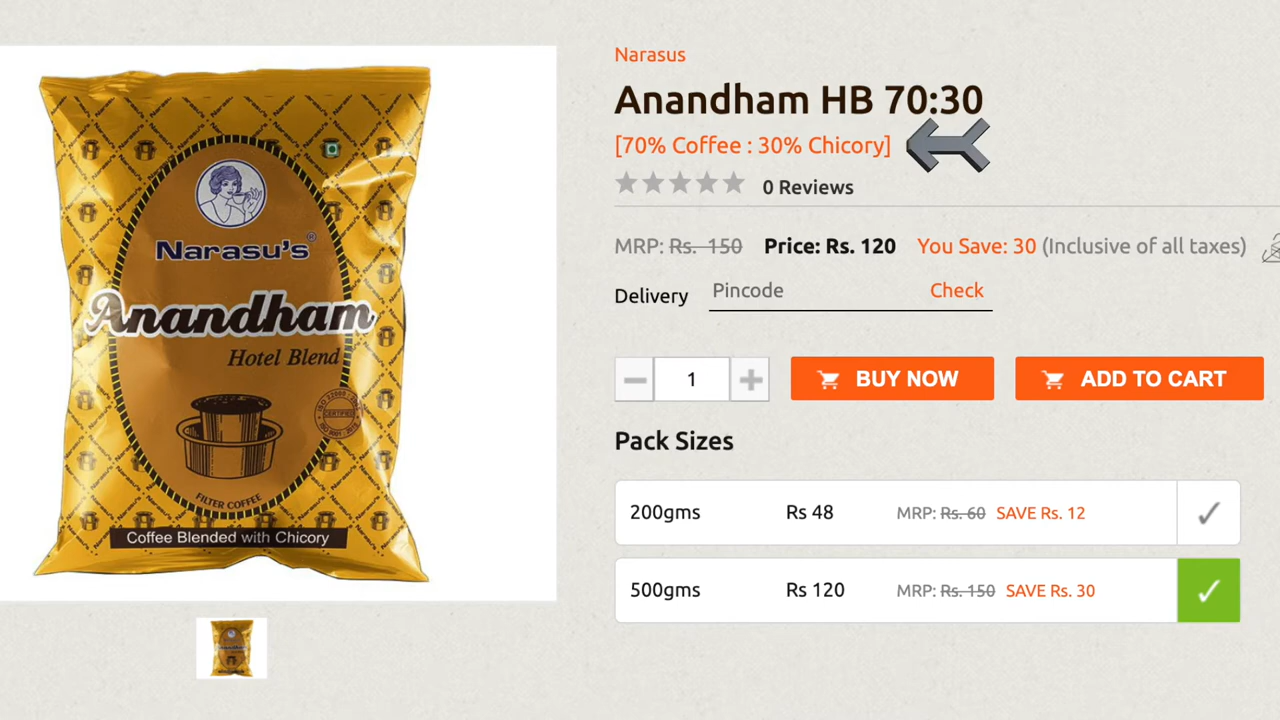 Narasus
Anandham HB 70:30
[70% Coffee : 30% Chicory]
0 Reviews
MRP: Rs. 150 Price: Rs. 120 You Save: 30 (Inclusive of all taxes)
Delivery Pincode Check
1 BUY NOW ADD TO CART
Pack Sizes
200gms Rs 48 MRP: Rs. 60 SAVE Rs. 12
500gms Rs 120 MRP: Rs. 150 SAVE Rs. 30
Narasu's®
Anandham
Hotel Blend
CERTIFIED
FILTER COFFEE
Coffee Blended with Chicory